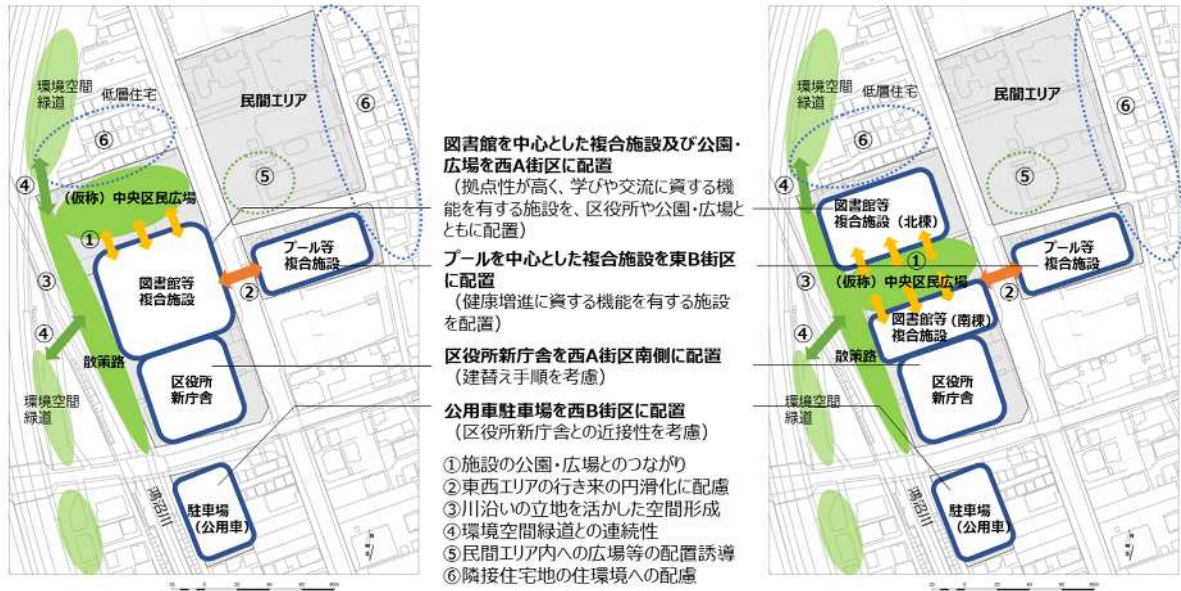 環境空間
緑道
低層住宅
⑥
民間エリア
⑥
④
(仮称)中央区民広場
⑤
①
図書館等
複合施設
プール等
複合施設
②
③
④
散策路
区役所
新庁舎
環境空間
緑道
鴻沼川
駐車場
(公用車)
図書館を中心とした複合施設及び公園・
広場を西A街区に配置
(拠点性が高く、学びや交流に資する機
能を有する施設を、区役所や公園・広場と
ともに配置)
プールを中心とした複合施設を東B街区
に配置
(健康増進に資する機能を有する施設
を配置)
区役所新庁舎を西A街区南側に配置
(建替え手順を考慮)
公用車駐車場を西B街区に配置
(区役所新庁舎との近接性を考慮)
①施設の公園・広場とのつながり
②東西エリアの行き来の円滑化に配慮
③川沿いの立地を活かした空間形成
④環境空間緑道との連続性
⑤民間エリア内への広場等の配置誘導
⑥隣接住宅地の住環境への配慮
環境空間
緑道
低層住宅
⑥
民間エリア
⑥
④
⑤
図書館等
複合施設(北棟)
プール等
複合施設
①
②
③
(仮称)中央区民広場
④
図書館等(南棟)
複合施設
散策路
区役所
新庁舎
環境空間
緑道
鴻沼川
駐車場
(公用車)